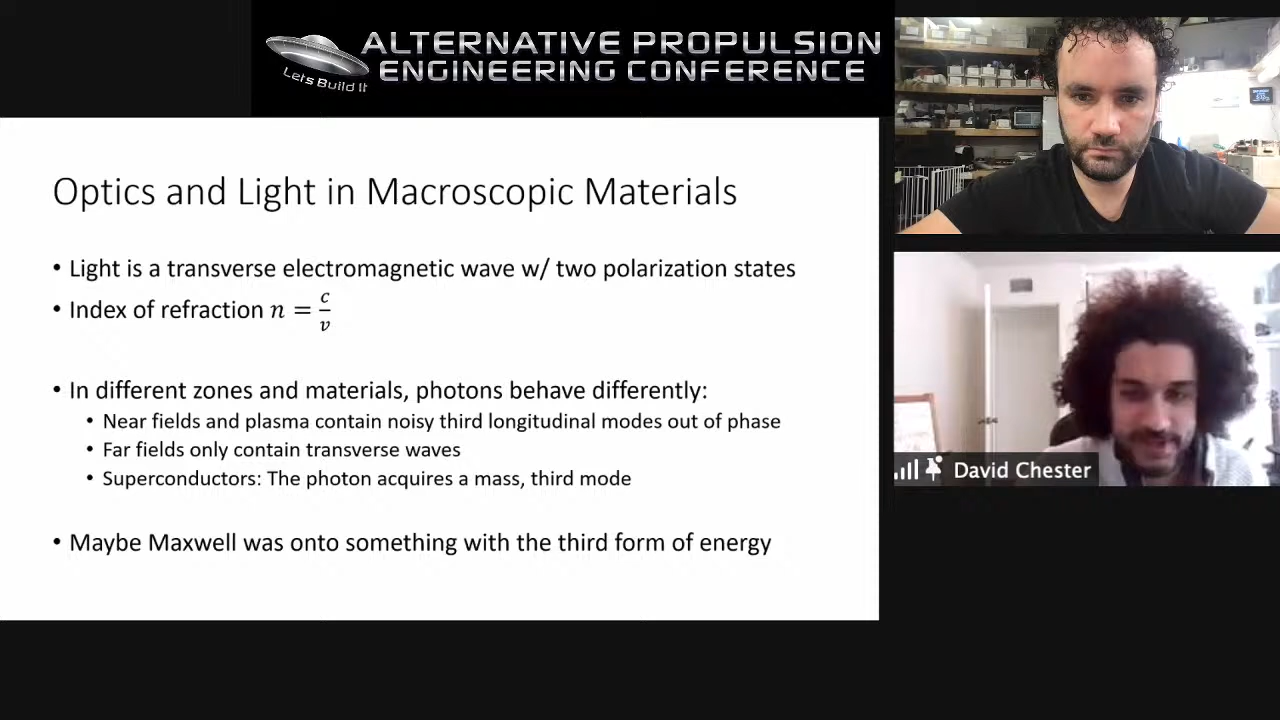 ALTERNATIVE PROPULSION
ENGINEERING CONFERENCE
Lets Build It
Optics and Light in Macroscopic Materials
• Light is a transverse electromagnetic wave w/ two polarization states
• Index of refraction n = c/v
• In different zones and materials, photons behave differently:
• Near fields and plasma contain noisy third longitudinal modes out of phase
• Far fields only contain transverse waves
• Superconductors: The photon acquires a mass, third mode
• Maybe Maxwell was onto something with the third form of energy
David Chester